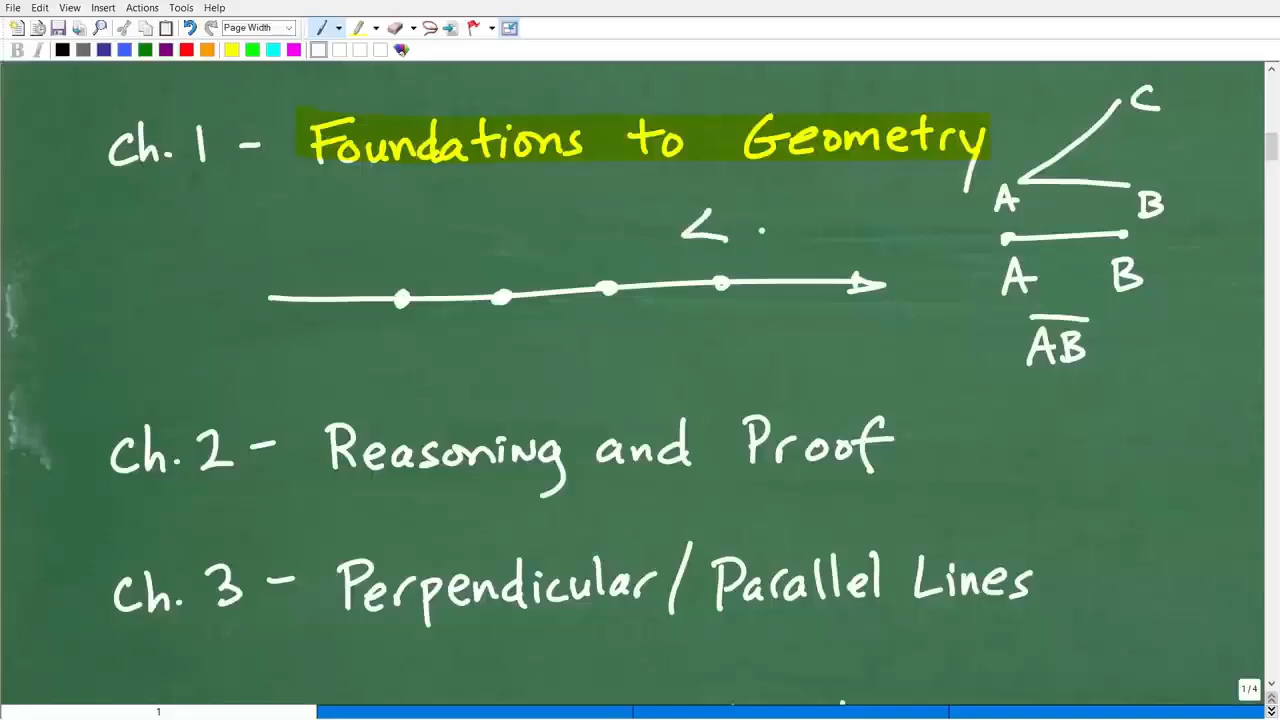 File Edit View Insert Actions Tools Help
Page Width
B I
Ch. 1 - Foundations to Geometry
C
A B
<
A B
AB
Ch. 2 - Reasoning and Proof
Ch. 3 - Perpendicular/Parallel Lines
1/4
1